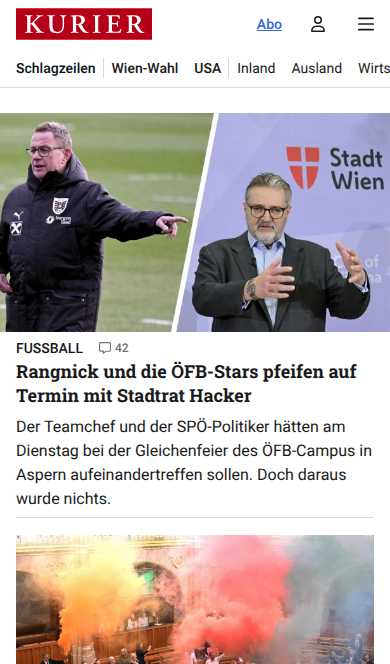 KURIER
Abo
Schlagzeilen
Wien-Wahl
USA
Inland
Ausland
Wirts
Stadt
Wien
FUSSBALL
42
Rangnick und die ÖFB-Stars pfeifen auf
Termin mit Stadtrat Hacker
Der Teamchef und der SPÖ-Politiker hätten am
Dienstag bei der Gleichenfeier des ÖFB-Campus in
Aspern aufeinandertreffen sollen. Doch daraus
wurde nichts.